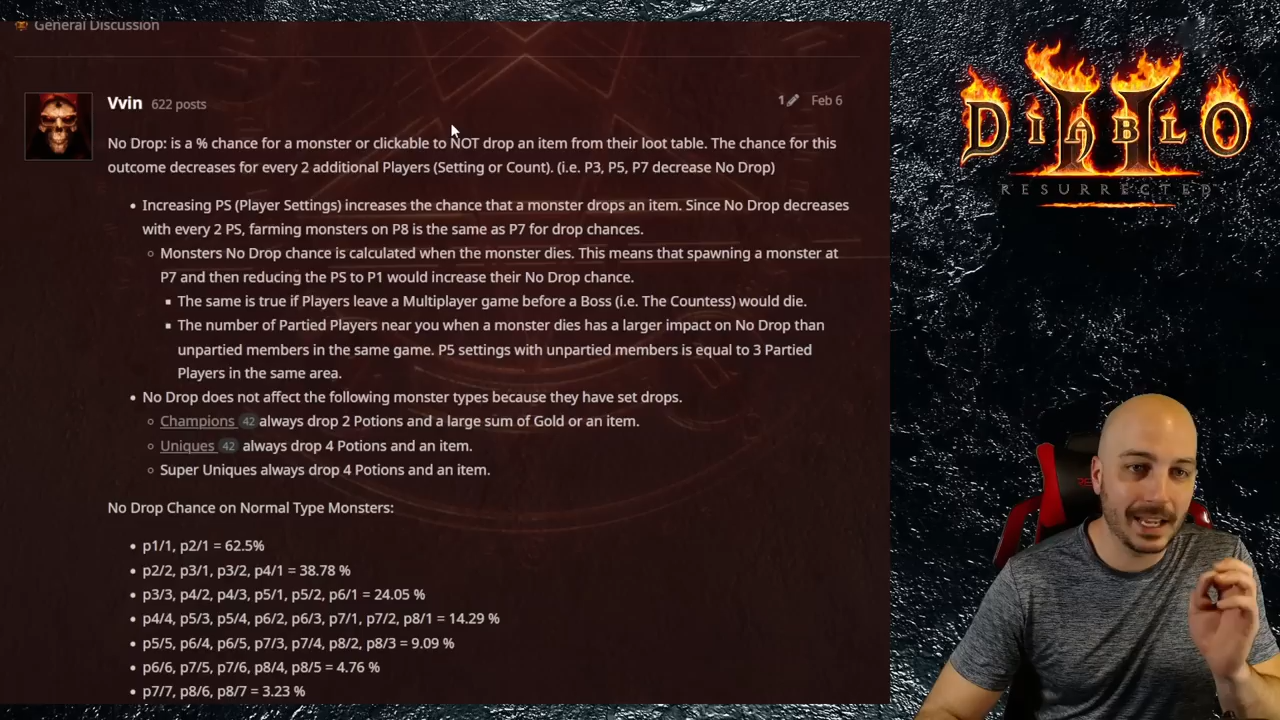 General Discussion
Vvin 622 posts
1 Feb 6
No Drop: is a % chance for a monster or clickable to NOT drop an item from their loot table. The chance for this
outcome decreases for every 2 additional Players (Setting or Count). (i.e. P3, P5, P7 decrease No Drop)
• Increasing PS (Player Settings) increases the chance that a monster drops an item. Since No Drop decreases
with every 2 PS, farming monsters on P8 is the same as P7 for drop chances.
◦ Monsters No Drop chance is calculated when the monster dies. This means that spawning a monster at
P7 and then reducing the PS to P1 would increase their No Drop chance.
▪ The same is true if Players leave a Multiplayer game before a Boss (i.e. The Countess) would die.
▪ The number of Partied Players near you when a monster dies has a larger impact on No Drop than
unpartied members in the same game. P5 settings with unpartied members is equal to 3 Partied
Players in the same area.
• No Drop does not affect the following monster types because they have set drops.
◦ Champions 42 always drop 2 Potions and a large sum of Gold or an item.
◦ Uniques 42 always drop 4 Potions and an item.
◦ Super Uniques always drop 4 Potions and an item.
No Drop Chance on Normal Type Monsters:
• p1/1, p2/1 = 62.5%
• p2/2, p3/1, p3/2, p4/1 = 38.78 %
• p3/3, p4/2, p4/3, p5/1, p5/2, p6/1 = 24.05 %
• p4/4, p5/3, p5/4, p6/2, p6/3, p7/1, p7/2, p8/1 = 14.29 %
• p5/5, p6/4, p6/5, p7/3, p7/4, p8/2, p8/3 = 9.09 %
• p6/6, p7/5, p7/6, p8/4, p8/5 = 4.76 %
• p7/7, p8/6, p8/7 = 3.23 %
DIABLO
II
RESURRECTED